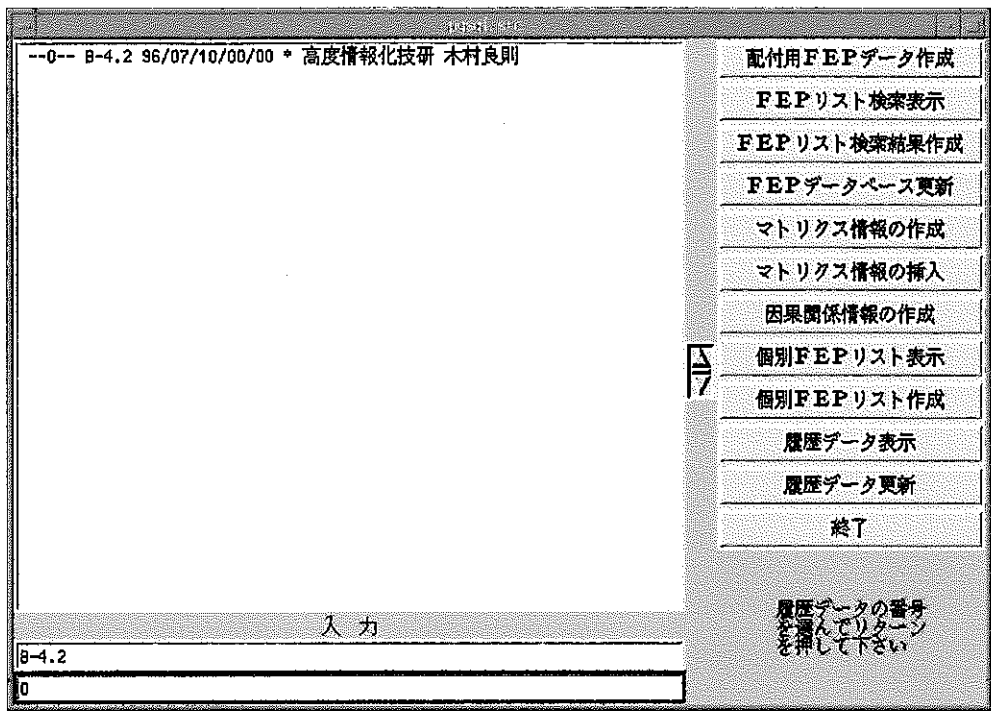 --0-- B-4.2 96/07/10/00/00 * 高度情報化技研 木村良則
配付用FEPデータ作成
FEPリスト検索表示
FEPリスト検索結果作成
FEPデータベース更新
マトリクス情報の作成
マトリクス情報の挿入
因果関係情報の作成
個別FEPリスト表示
個別FEPリスト作成
履歴データ表示
履歴データ更新
終了
履歴データの番号
を選んでリターン
を押して下さい
入力
B-4.2
0